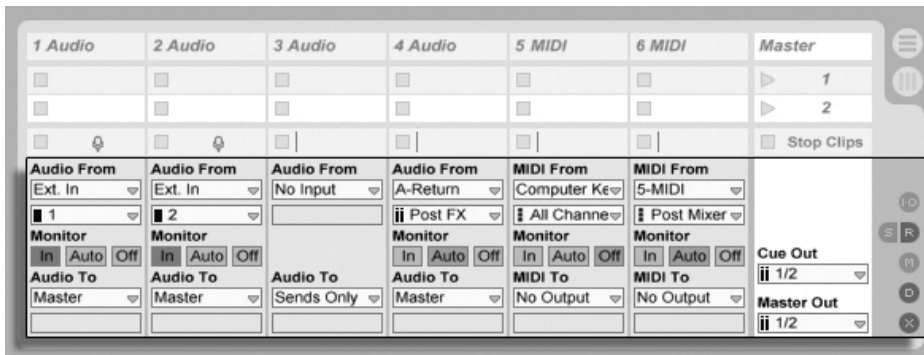 1 Audio 2 Audio 3 Audio 4 Audio 5 MIDI 6 MIDI Master
1
2
Stop Clips
Audio From Audio From Audio From Audio From MIDI From MIDI From
Ext. In Ext. In No Input A-Return Computer Ke 5-MIDI
1 2 Post FX All Channe Post Mixer
Monitor Monitor Monitor Monitor Monitor
In Auto Off In Auto Off In Auto Off In Auto Off In Auto Off Cue Out
Audio To Audio To Audio To Audio To MIDI To MIDI To 1/2
Master Master Sends Only Master No Output No Output Master Out
1/2
I-O
S R
M
D
X